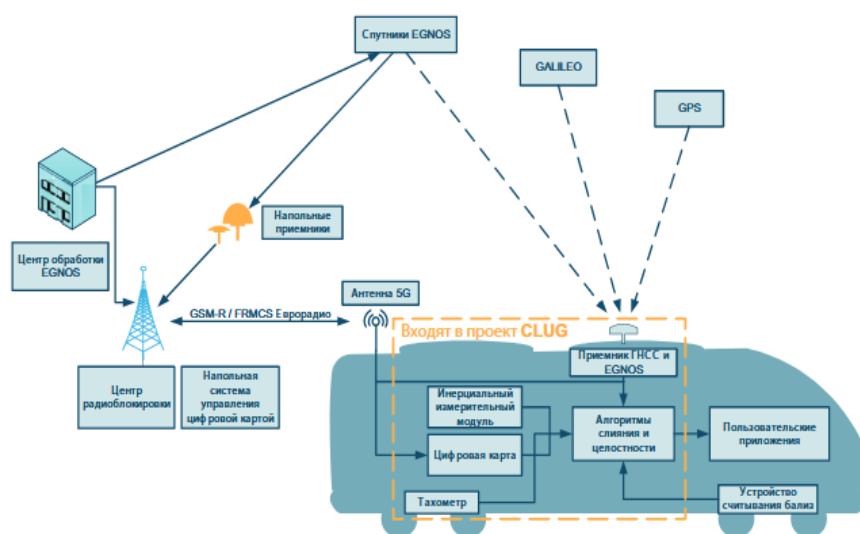 Спутники EGNOS
GALILEO
GPS
Напольные
приемники
Центр обработки
EGNOS
Антенна 5G
GSM-R / FRMCS Еврорадио
Входят в проект CLUG
Приемник ГНСС и
EGNOS
Центр
радиоблокировки
Напольная
система
управления
цифровой картой
Инерциальный
измерительный
модуль
Алгоритмы
слияния и
целостности
Пользовательские
приложения
Цифровая карта
Тахометр
Устройство
считывания бализ